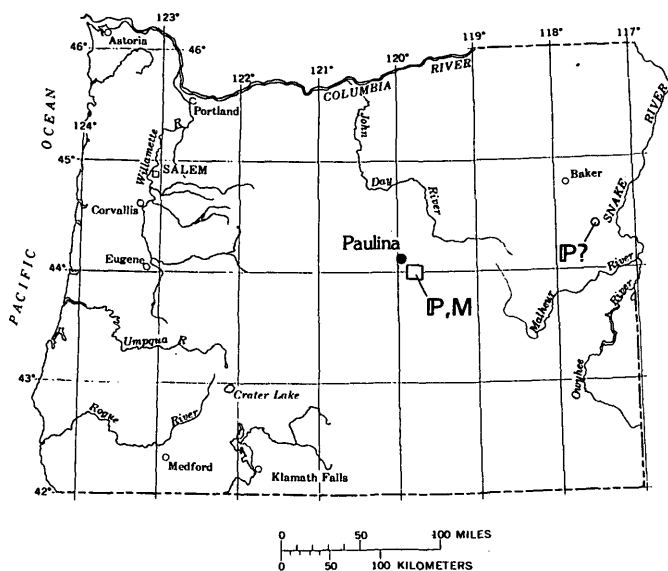 123°
46°
Astoria
46°
122°
121°
120°
119°
118°
117°
COLUMBIA
RIVER
Portland
OCEAN
124°
John
RIVER
R
45°
Willamette
SALEM
Day
River
Baker
Corvallis
SNAKE
Paulina
ℙ?
Eugene
44°
River
ℙ,M
Malheur
River
PACIFIC
Umpqua R
43°
Crater Lake
Owyhee
Rogue
River
Medford
Klamath Falls
42°
0 50 100 MILES
0 50 100 KILOMETERS